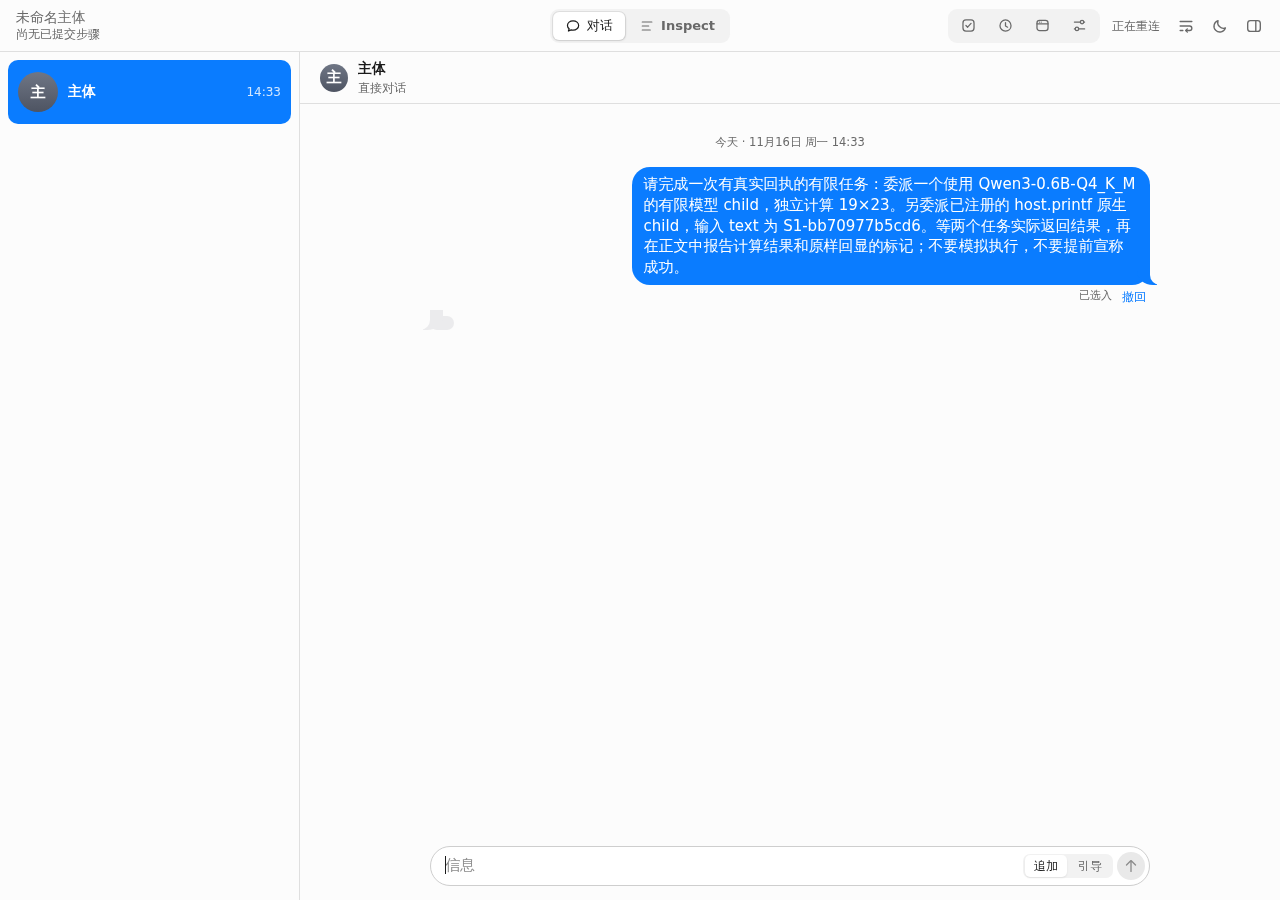 未命名主体
尚无已提交步骤
对话
Inspect
正在重连
主
主体
14:33
主
主体
直接对话
今天 · 11月16日 周一 14:33
请完成一次有真实回执的有限任务：委派一个使用 Qwen3-0.6B-Q4_K_M
的有限模型 child，独立计算 19×23。另委派已注册的 host.printf 原生
child，输入 text 为 S1-bb70977b5cd6。等两个任务实际返回结果，再
在正文中报告计算结果和原样回显的标记；不要模拟执行，不要提前宣称
成功。
已选入
撤回
信息
追加
引导